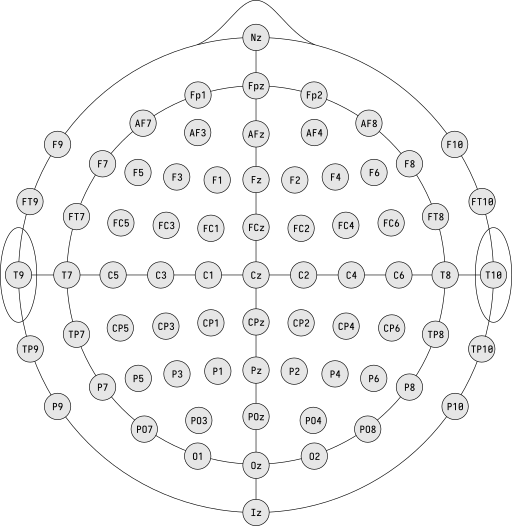 Nz
Fp1 Fpz Fp2
AF7 AF3 AFz AF4 AF8
F9 F7 F5 F3 F1 Fz F2 F4 F6 F8 F10
FT9 FT7 FC5 FC3 FC1 FCz FC2 FC4 FC6 FT8 FT10
T9 T7 C5 C3 C1 Cz C2 C4 C6 T8 T10
TP9 TP7 CP5 CP3 CP1 CPz CP2 CP4 CP6 TP8 TP10
P9 P7 P5 P3 P1 Pz P2 P4 P6 P8 P10
PO7 PO3 POz PO4 PO8
O1 Oz O2
Iz